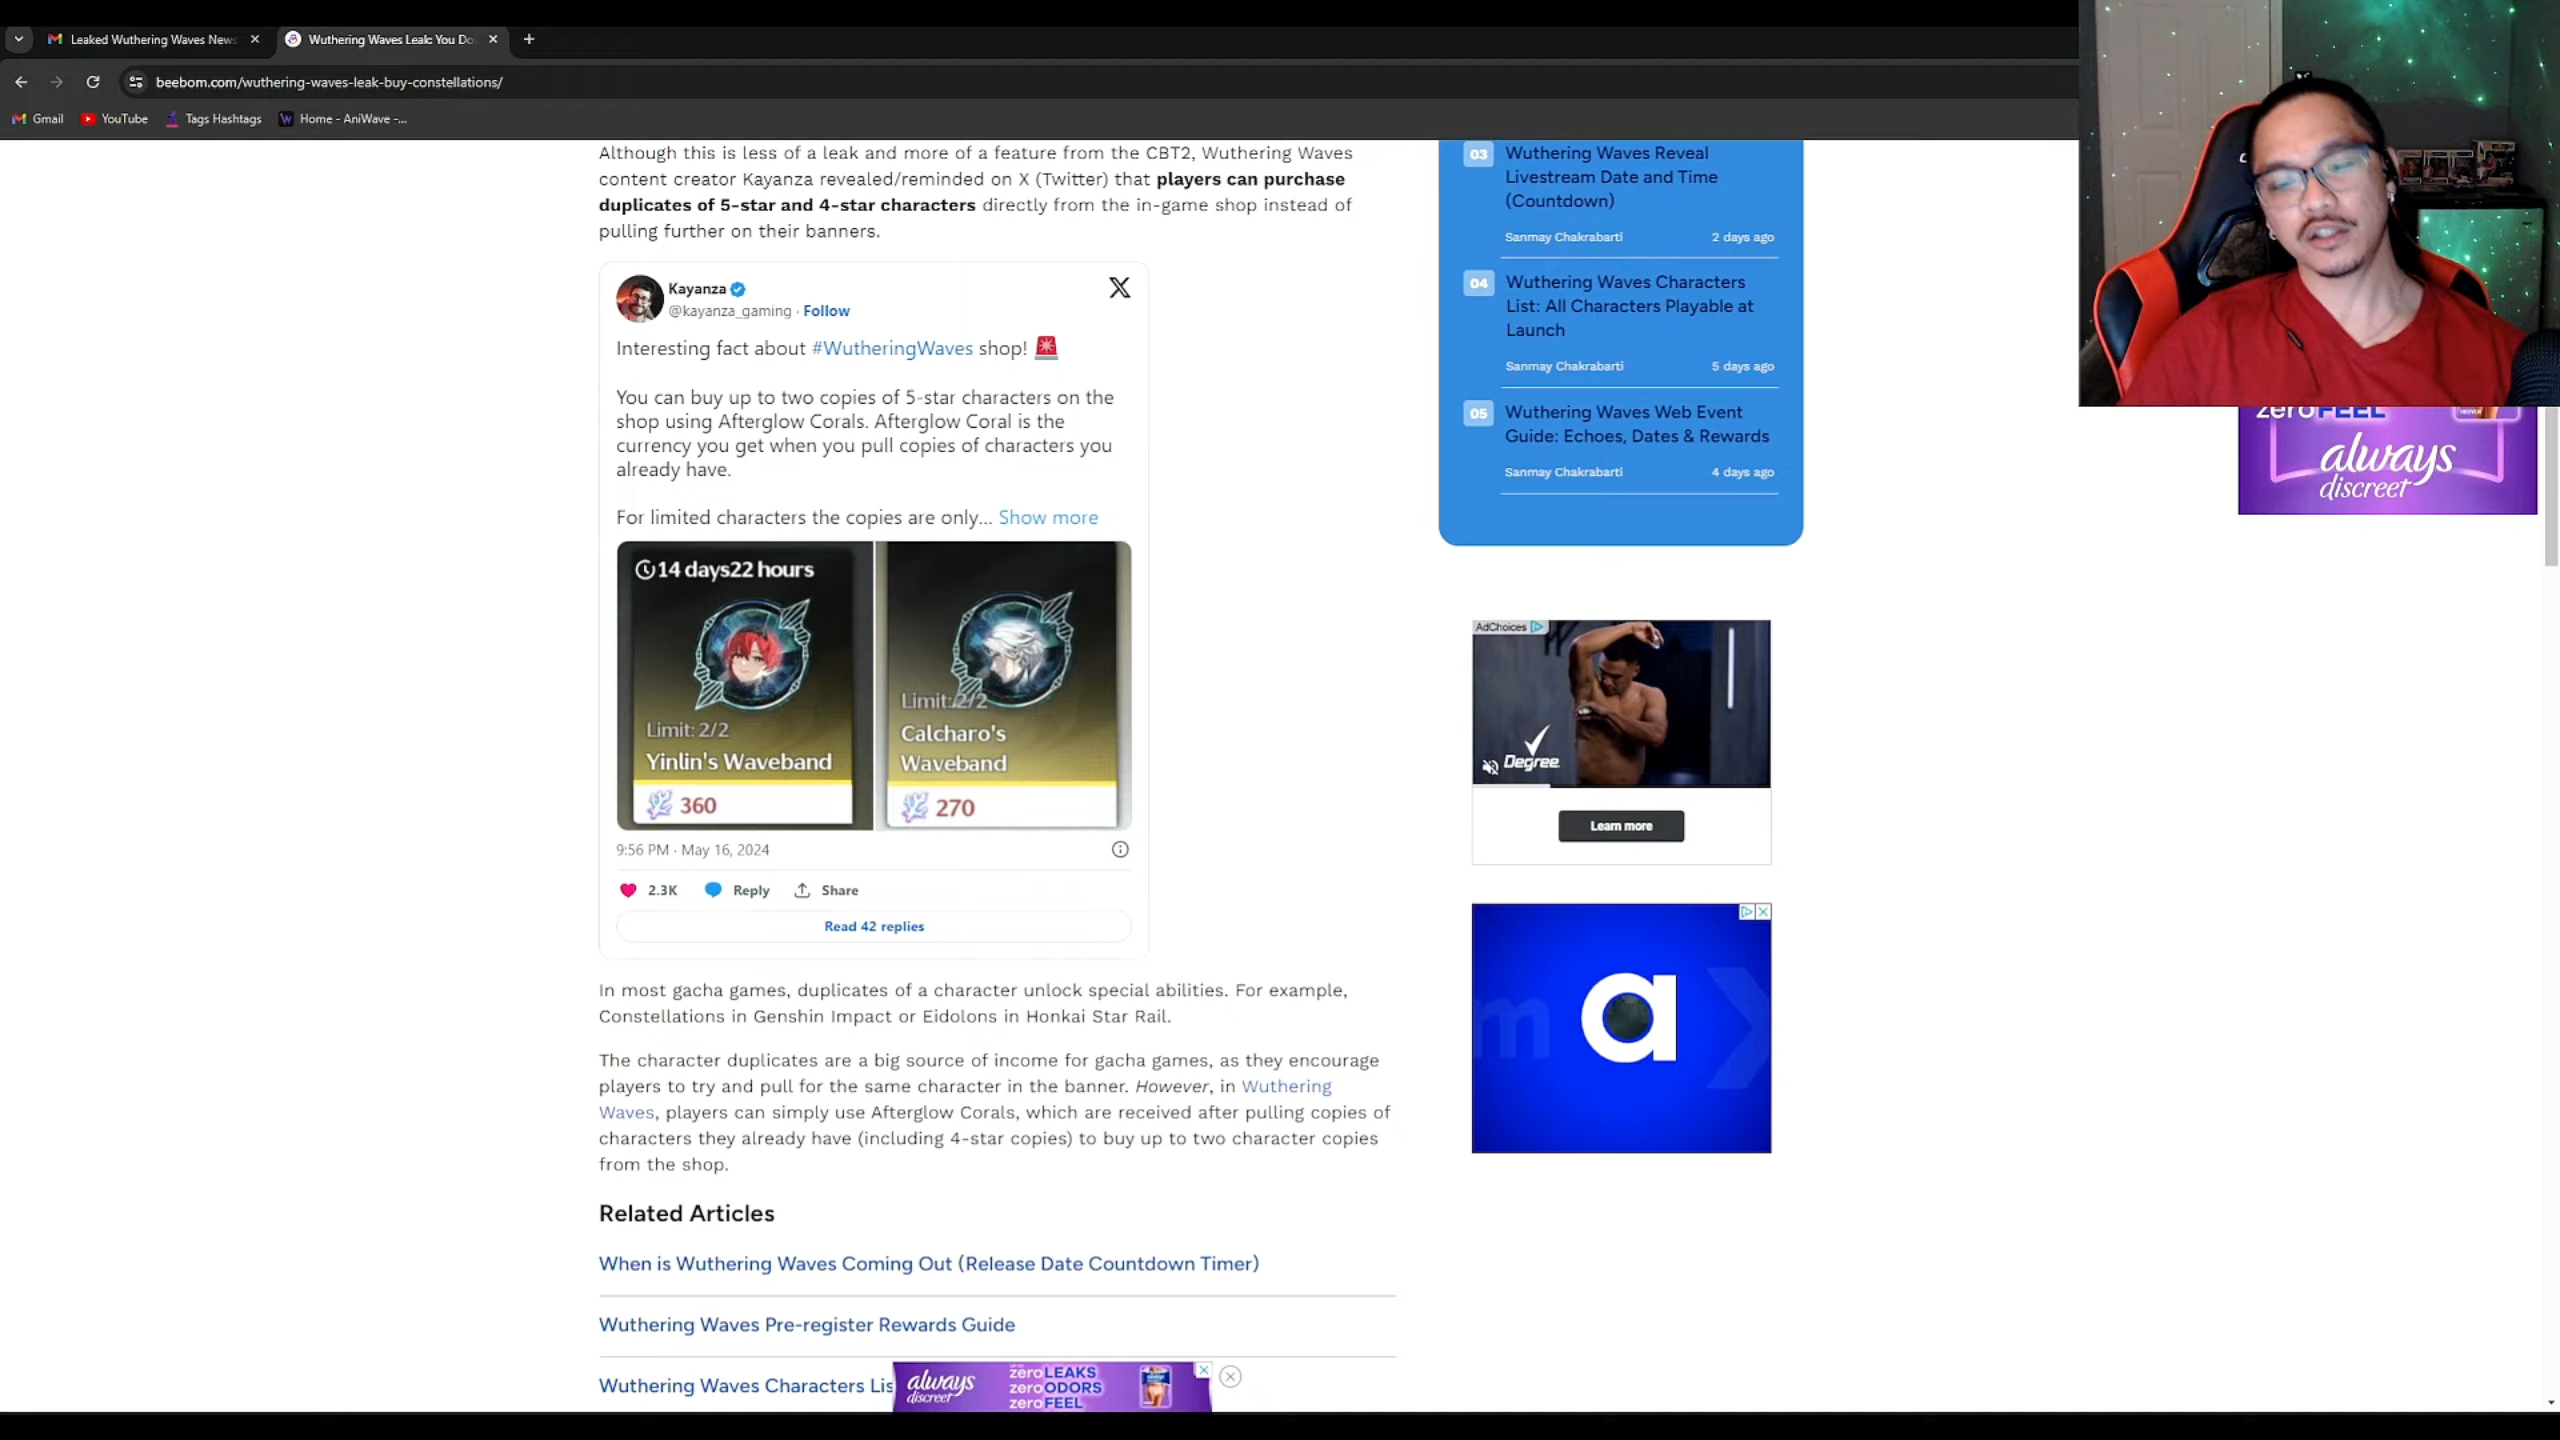 Leaked Wuthering Waves News
Wuthering Waves Leak: You Do
beebom.com/wuthering-waves-leak-buy-constellations/
Gmail
YouTube
Tags Hashtags
Home - AniWave -...
Although this is less of a leak and more of a feature from the CBT2, Wuthering Waves
content creator Kayanza revealed/reminded on X (Twitter) that players can purchase
duplicates of 5-star and 4-star characters directly from the in-game shop instead of
pulling further on their banners.
Kayanza
@kayanza_gaming · Follow
Interesting fact about #WutheringWaves shop! 🚨
You can buy up to two copies of 5-star characters on the
shop using Afterglow Corals. Afterglow Coral is the
currency you get when you pull copies of characters you
already have.
For limited characters the copies are only... Show more
14 days22 hours
Limit: 2/2
Yinlin's Waveband
360
Limit: 2/2
Calcharo's
Waveband
270
9:56 PM · May 16, 2024
2.3K
Reply
Share
Read 42 replies
In most gacha games, duplicates of a character unlock special abilities. For example,
Constellations in Genshin Impact or Eidolons in Honkai Star Rail.
The character duplicates are a big source of income for gacha games, as they encourage
players to try and pull for the same character in the banner. However, in Wuthering
Waves, players can simply use Afterglow Corals, which are received after pulling copies of
characters they already have (including 4-star copies) to buy up to two character copies
from the shop.
Related Articles
When is Wuthering Waves Coming Out (Release Date Countdown Timer)
Wuthering Waves Pre-register Rewards Guide
Wuthering Waves Characters Lis
03
Wuthering Waves Reveal
Livestream Date and Time
(Countdown)
Sanmay Chakrabarti
2 days ago
04
Wuthering Waves Characters
List: All Characters Playable at
Launch
Sanmay Chakrabarti
5 days ago
05
Wuthering Waves Web Event
Guide: Echoes, Dates & Rewards
Sanmay Chakrabarti
4 days ago
AdChoices
Degree
Learn more
m
a
zeroFEEL
always
discreet
always
discreet
zeroLEAKS
zeroODORS
zeroFEEL